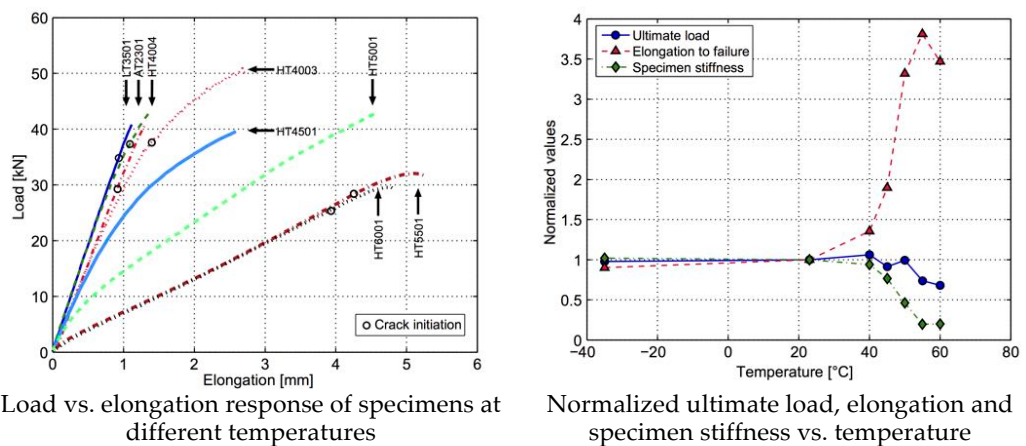 60
50
40
30
20
10
0
Load [kN]
LT3501
AT2301
HT4004
HT4003
HT4501
HT5001
HT6001
HT5501
Crack initiation
0 1 2 3 4 5 6
Elongation [mm]
Load vs. elongation response of specimens at
different temperatures
4
3.5
3
2.5
2
1.5
1
0.5
0
Normalized values
Ultimate load
Elongation to failure
Specimen stiffness
−40 −20 0 20 40 60 80
Temperature [°C]
Normalized ultimate load, elongation and
specimen stiffness vs. temperature